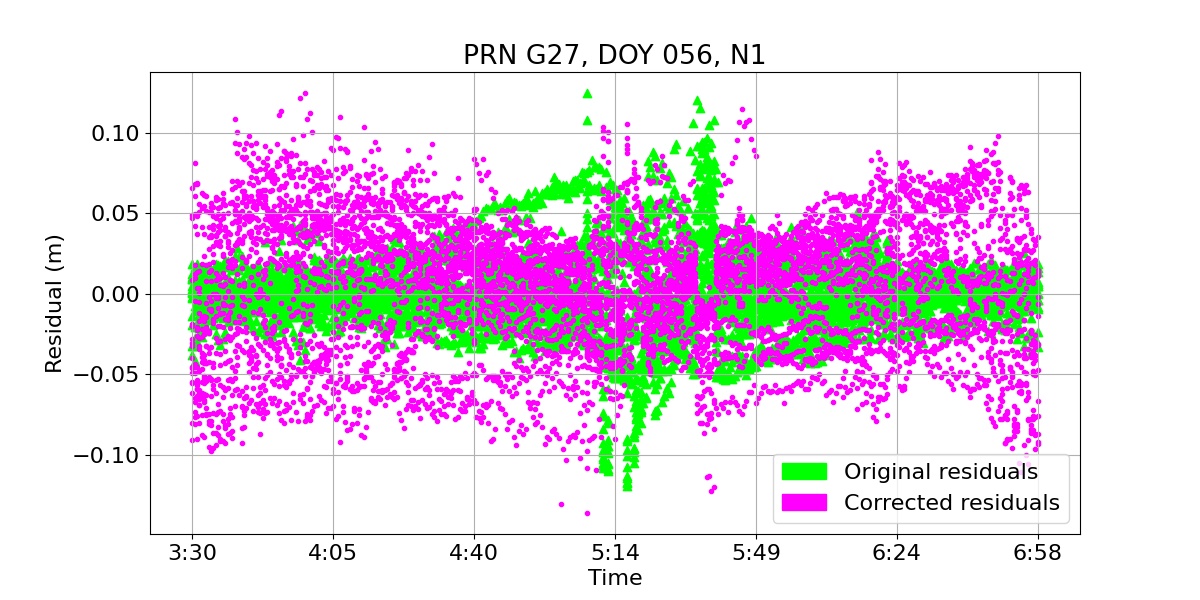 PRN G27, DOY 056, N1
Residual (m)
0.10
0.05
0.00
−0.05
−0.10
Original residuals
Corrected residuals
3:30 4:05 4:40 5:14 5:49 6:24 6:58
Time